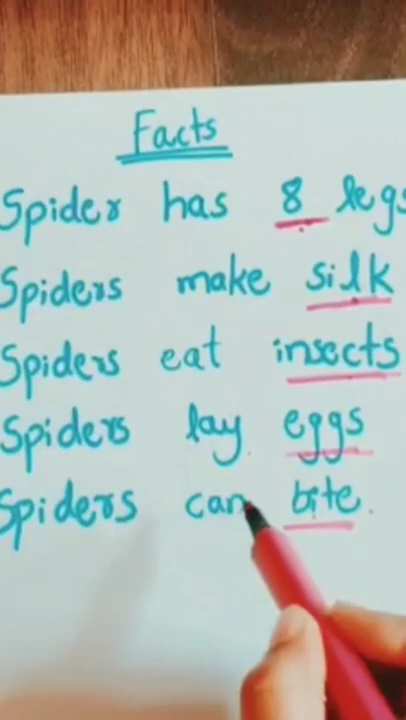 Facts
Spider has 8 legs
Spiders make silk
Spiders eat insects
Spiders lay eggs
Spiders can bite.